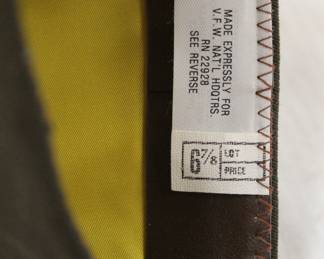 MADE EXPRESSLY FOR
V.F.W. NAT'L HDQTRS.
RN 22928
SEE REVERSE
6 7/8
LOT
PRICE